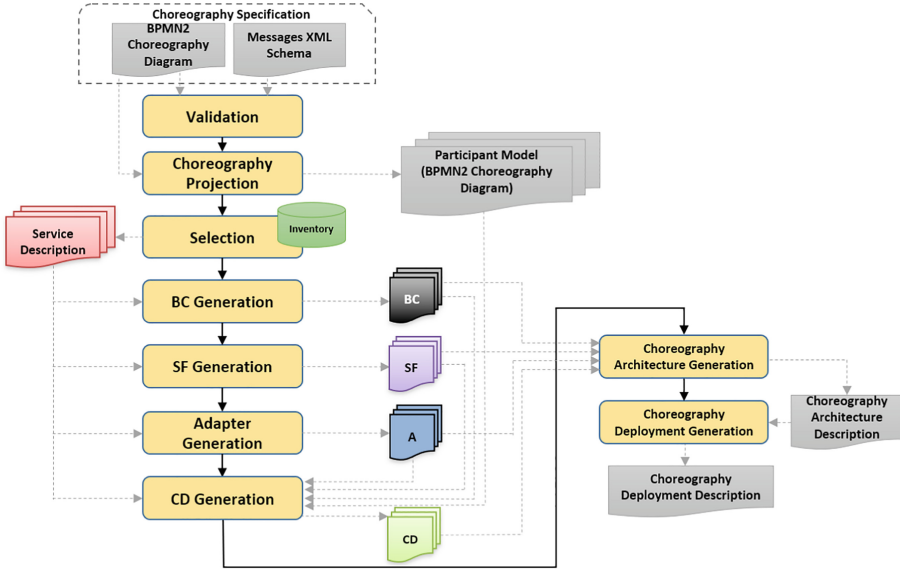 Choreography Specification
BPMN2
Choreography
Diagram
Messages XML
Schema
Validation
Choreography
Projection
Participant Model
(BPMN2 Choreography
Diagram)
Service
Description
Selection
Inventory
BC Generation
BC
SF Generation
SF
Adapter
Generation
A
CD Generation
CD
Choreography
Architecture Generation
Choreography
Deployment Generation
Choreography
Architecture
Description
Choreography
Deployment Description